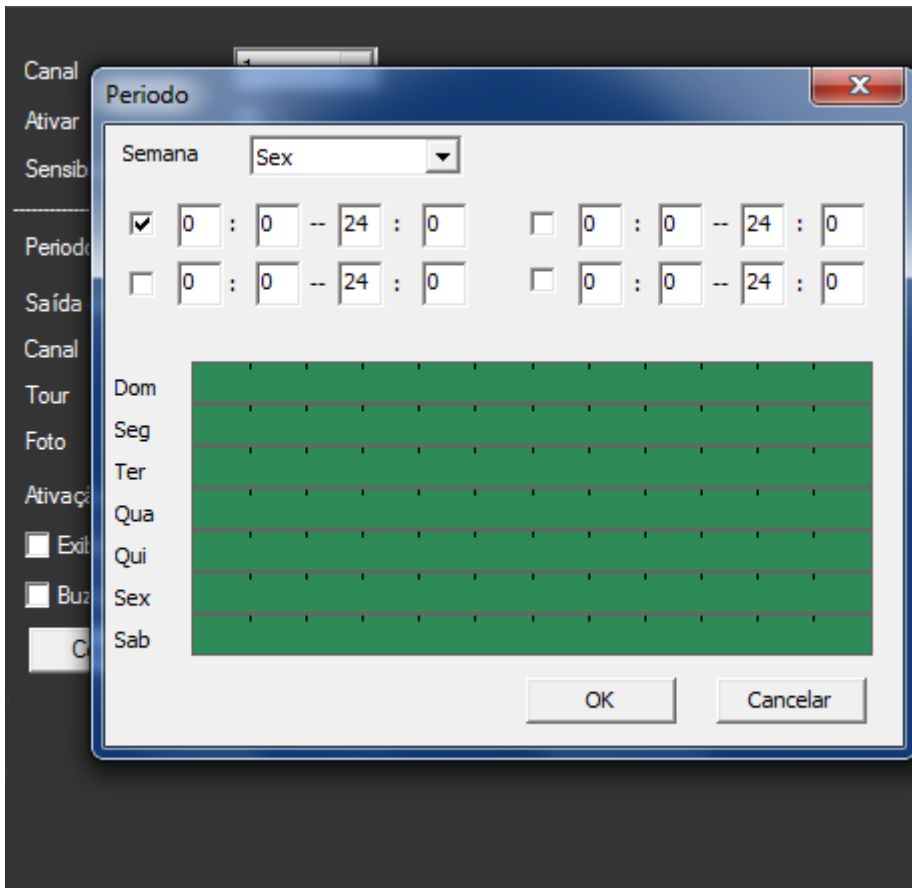 Canal 1
Periodo
X
Ativar
Semana Sex
Sensib
0 : 0 -- 24 : 0 0 : 0 -- 24 : 0
Periodo
0 : 0 -- 24 : 0 0 : 0 -- 24 : 0
Saída
Canal
Dom
Tour
Seg
Foto
Ter
Ativaçã
Qua
Exib
Qui
Buz
Sex
Sab
OK Cancelar